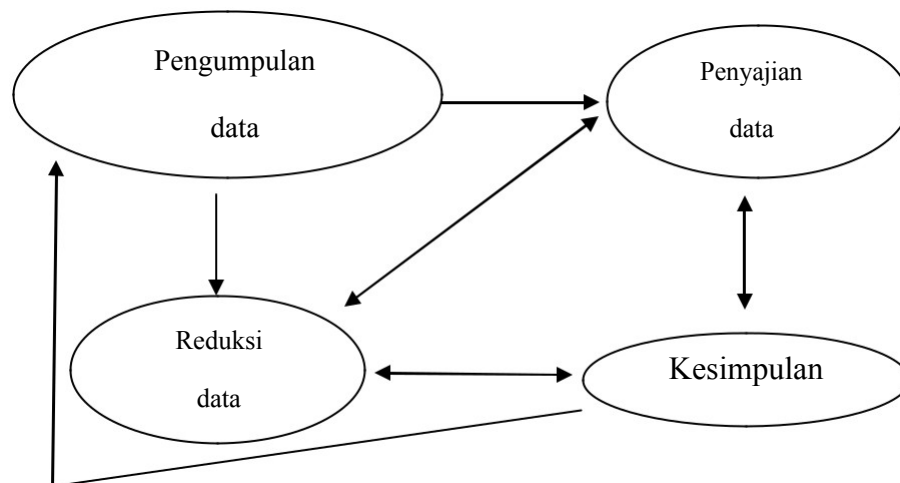 Pengumpulan
data
Penyajian
data
Reduksi
data
Kesimpulan